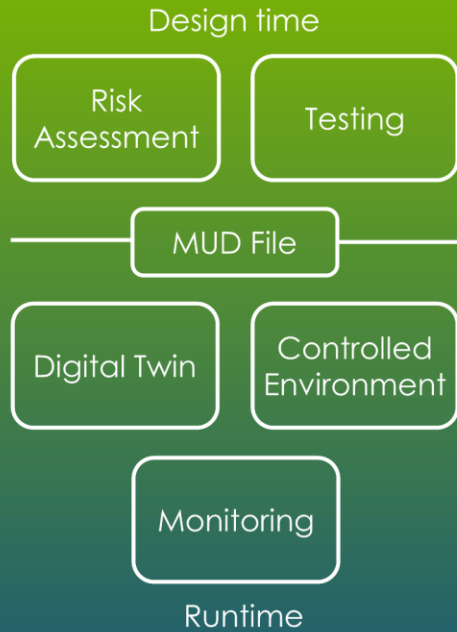 Design time
Risk
Assessment
Testing
MUD File
Digital Twin
Controlled
Environment
Monitoring
Runtime